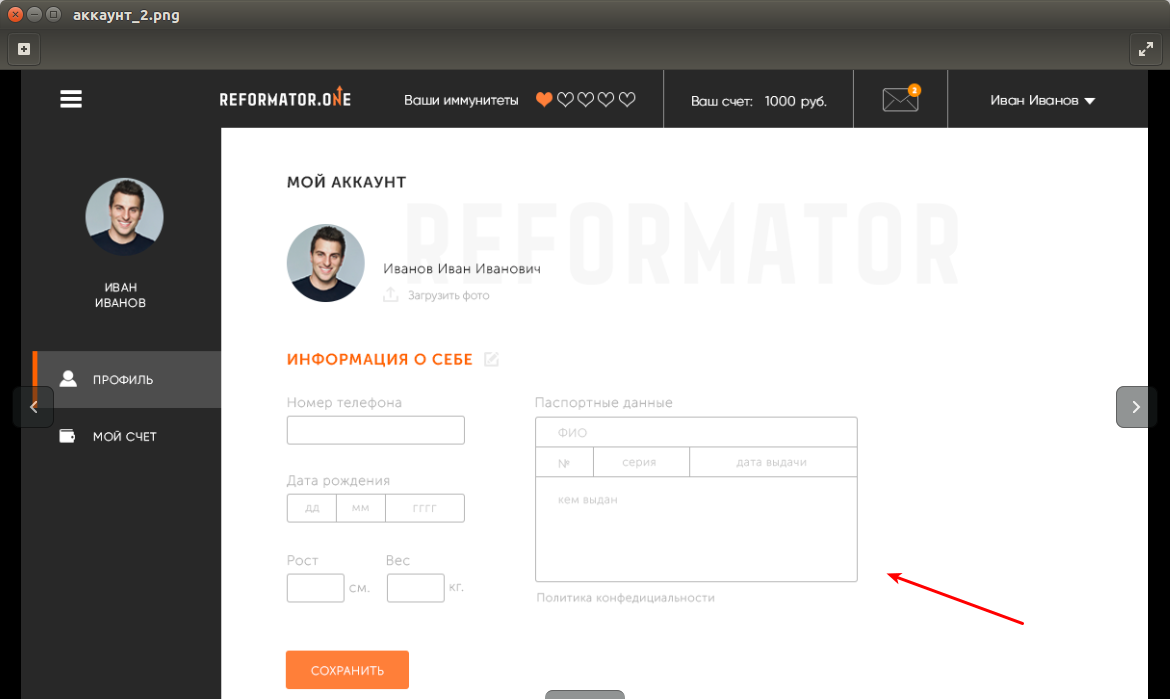 аккаунт_2.png
REFORMATOR.ONE
Ваши иммунитеты
Ваш счет: 1000 руб.
2
Иван Иванов
МОЙ АККАУНТ
REFORMATOR
ИВАН
ИВАНОВ
Иванов Иван Иванович
Загрузить фото
ПРОФИЛЬ
МОЙ СЧЕТ
ИНФОРМАЦИЯ О СЕБЕ
Номер телефона
Дата рождения
дд мм гггг
Рост Вес
см. кг.
Паспортные данные
ФИО
№ серия дата выдачи
кем выдан
Политика конфедициальности
СОХРАНИТЬ